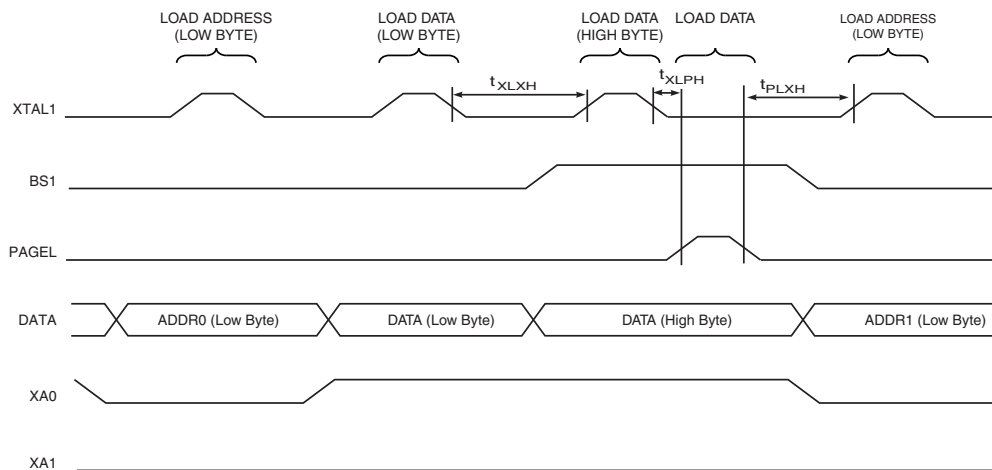 LOAD ADDRESS
(LOW BYTE)
LOAD DATA
(LOW BYTE)
LOAD DATA
(HIGH BYTE)
LOAD DATA
LOAD ADDRESS
(LOW BYTE)
tXLXH
tXLPH
tPLXH
XTAL1
BS1
PAGEL
DATA
ADDR0 (Low Byte)
DATA (Low Byte)
DATA (High Byte)
ADDR1 (Low Byte)
XA0
XA1